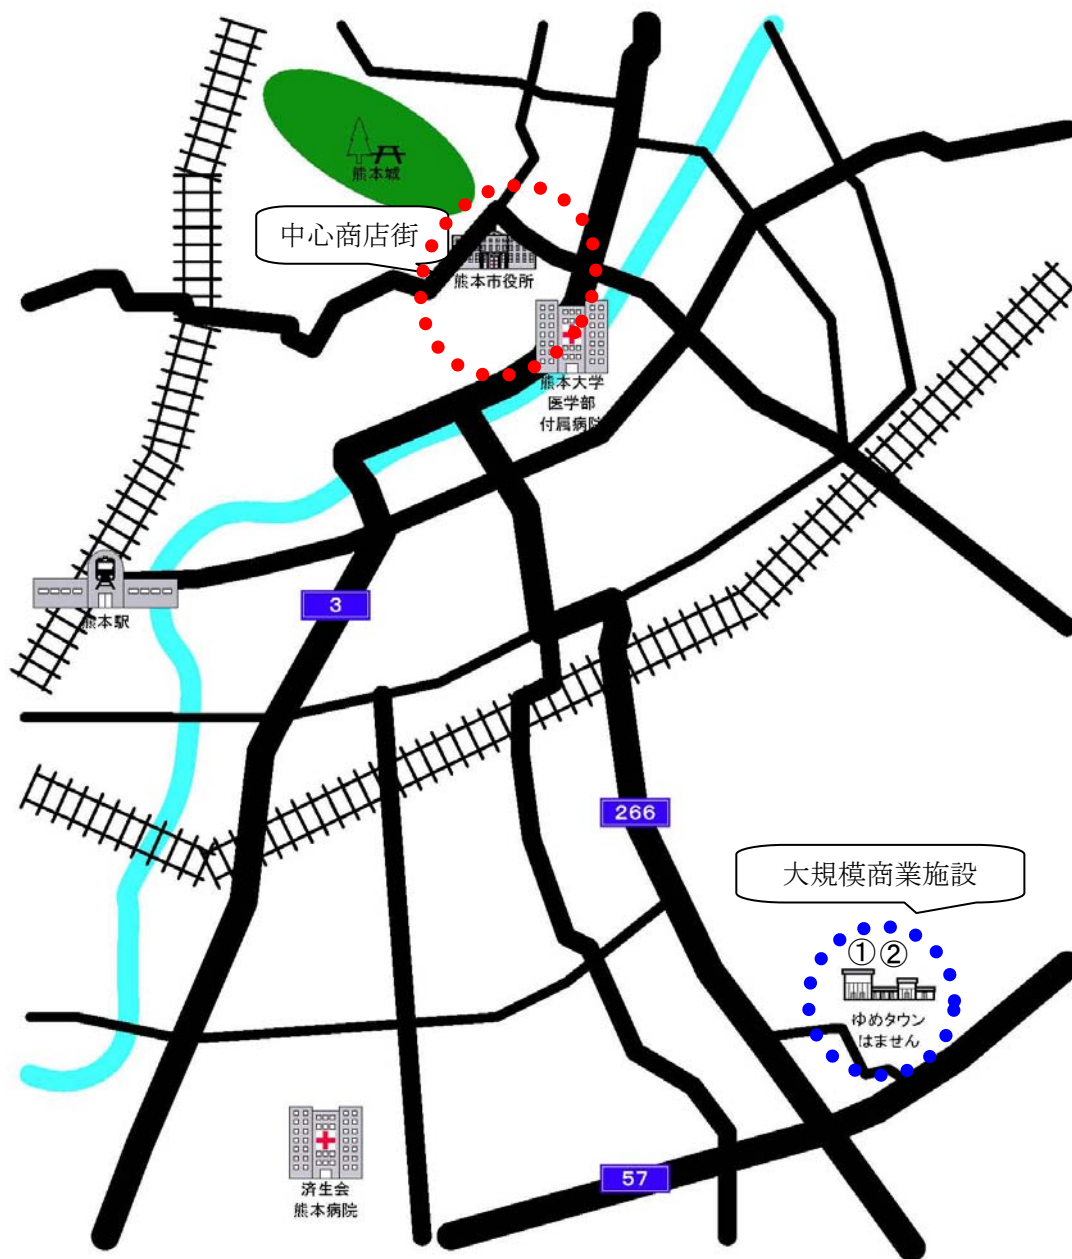 熊本城
中心商店街
熊本市役所
熊本大学
医学部
付属病院
熊本駅
3
266
大規模商業施設
① ②
ゆめタウン
はません
57
済生会
熊本病院